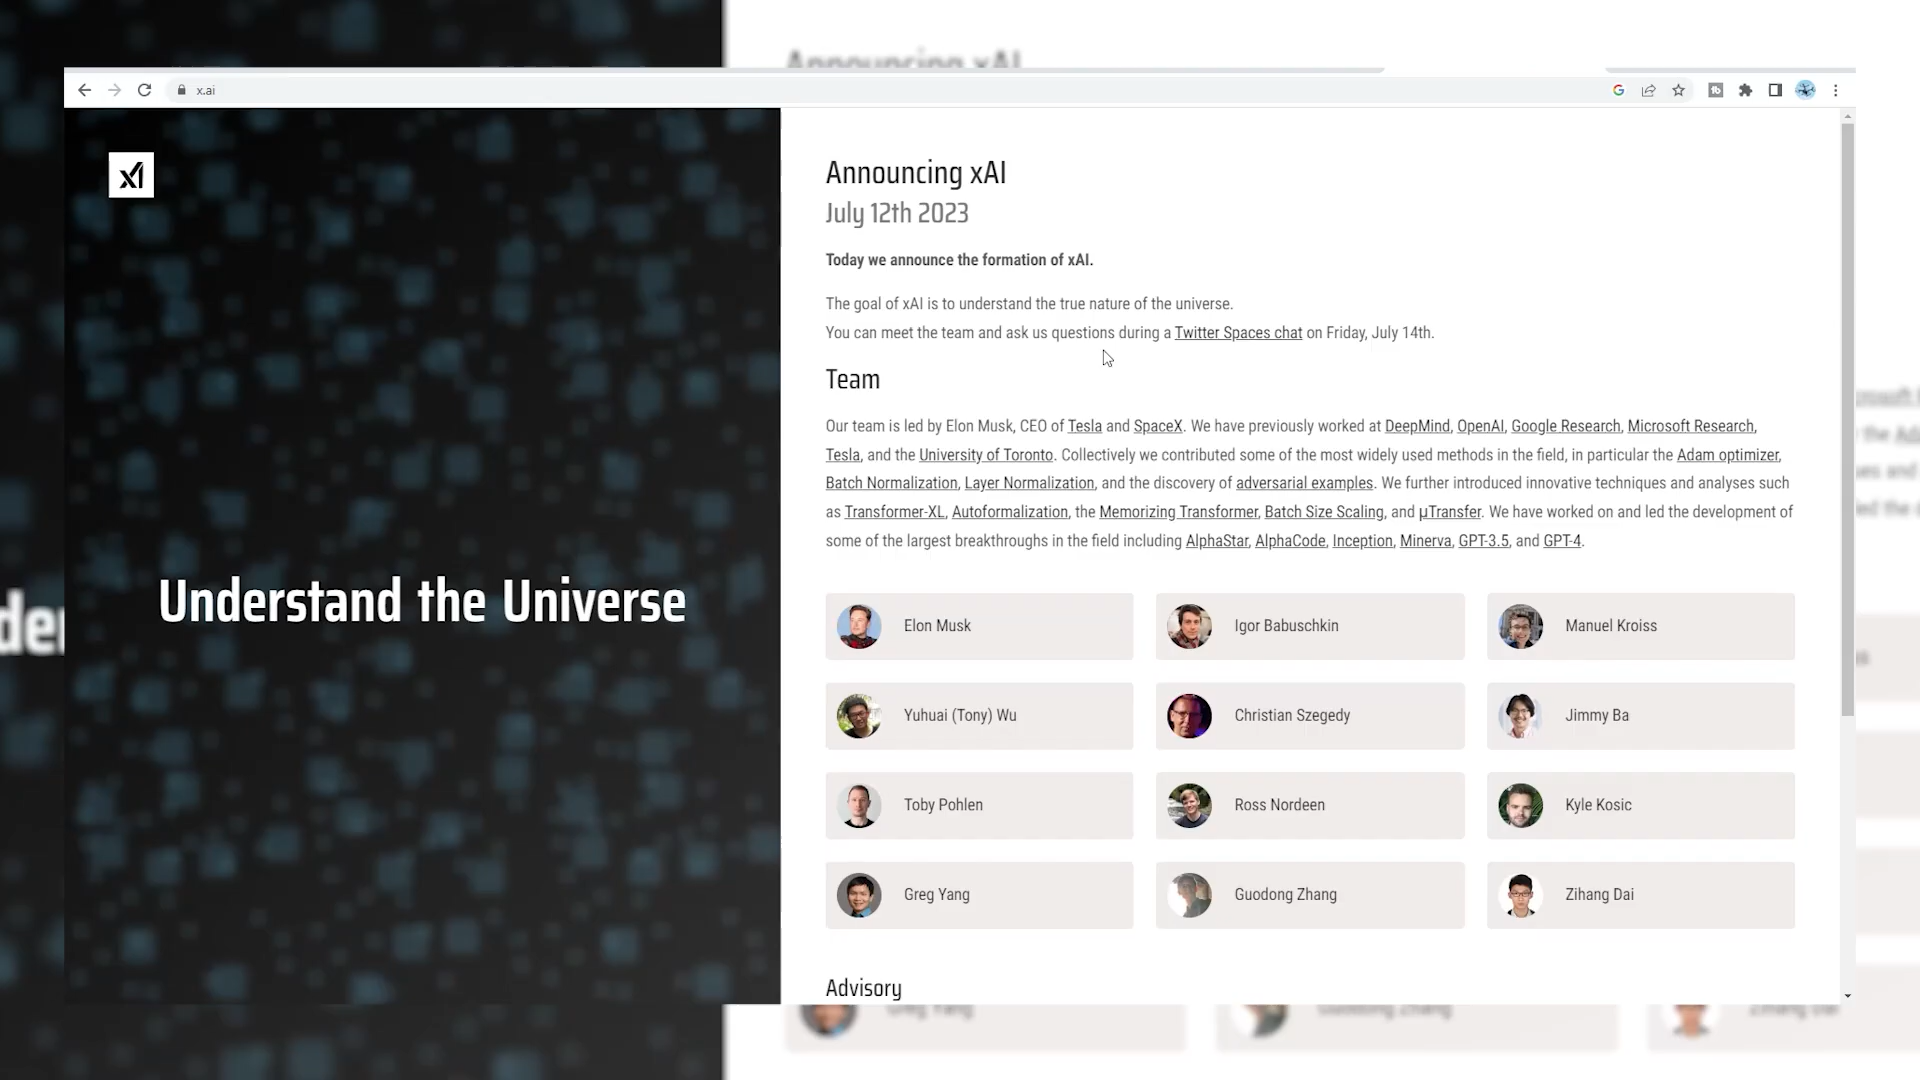 Announcing xAI
x.ai
xI
Understand the Universe
Announcing xAI
July 12th 2023
Today we announce the formation of xAI.
The goal of xAI is to understand the true nature of the universe.
You can meet the team and ask us questions during a Twitter Spaces chat on Friday, July 14th.
Team
Our team is led by Elon Musk, CEO of Tesla and SpaceX. We have previously worked at DeepMind, OpenAI, Google Research, Microsoft Research,
Tesla, and the University of Toronto. Collectively we contributed some of the most widely used methods in the field, in particular the Adam optimizer,
Batch Normalization, Layer Normalization, and the discovery of adversarial examples. We further introduced innovative techniques and analyses such
as Transformer-XL, Autoformalization, the Memorizing Transformer, Batch Size Scaling, and μTransfer. We have worked on and led the development of
some of the largest breakthroughs in the field including AlphaStar, AlphaCode, Inception, Minerva, GPT-3.5, and GPT-4.
Elon Musk
Igor Babuschkin
Manuel Kroiss
Yuhuai (Tony) Wu
Christian Szegedy
Jimmy Ba
Toby Pohlen
Ross Nordeen
Kyle Kosic
Greg Yang
Guodong Zhang
Zihang Dai
Advisory
Greg Yang
Guodong Zhang
Zihang Dai